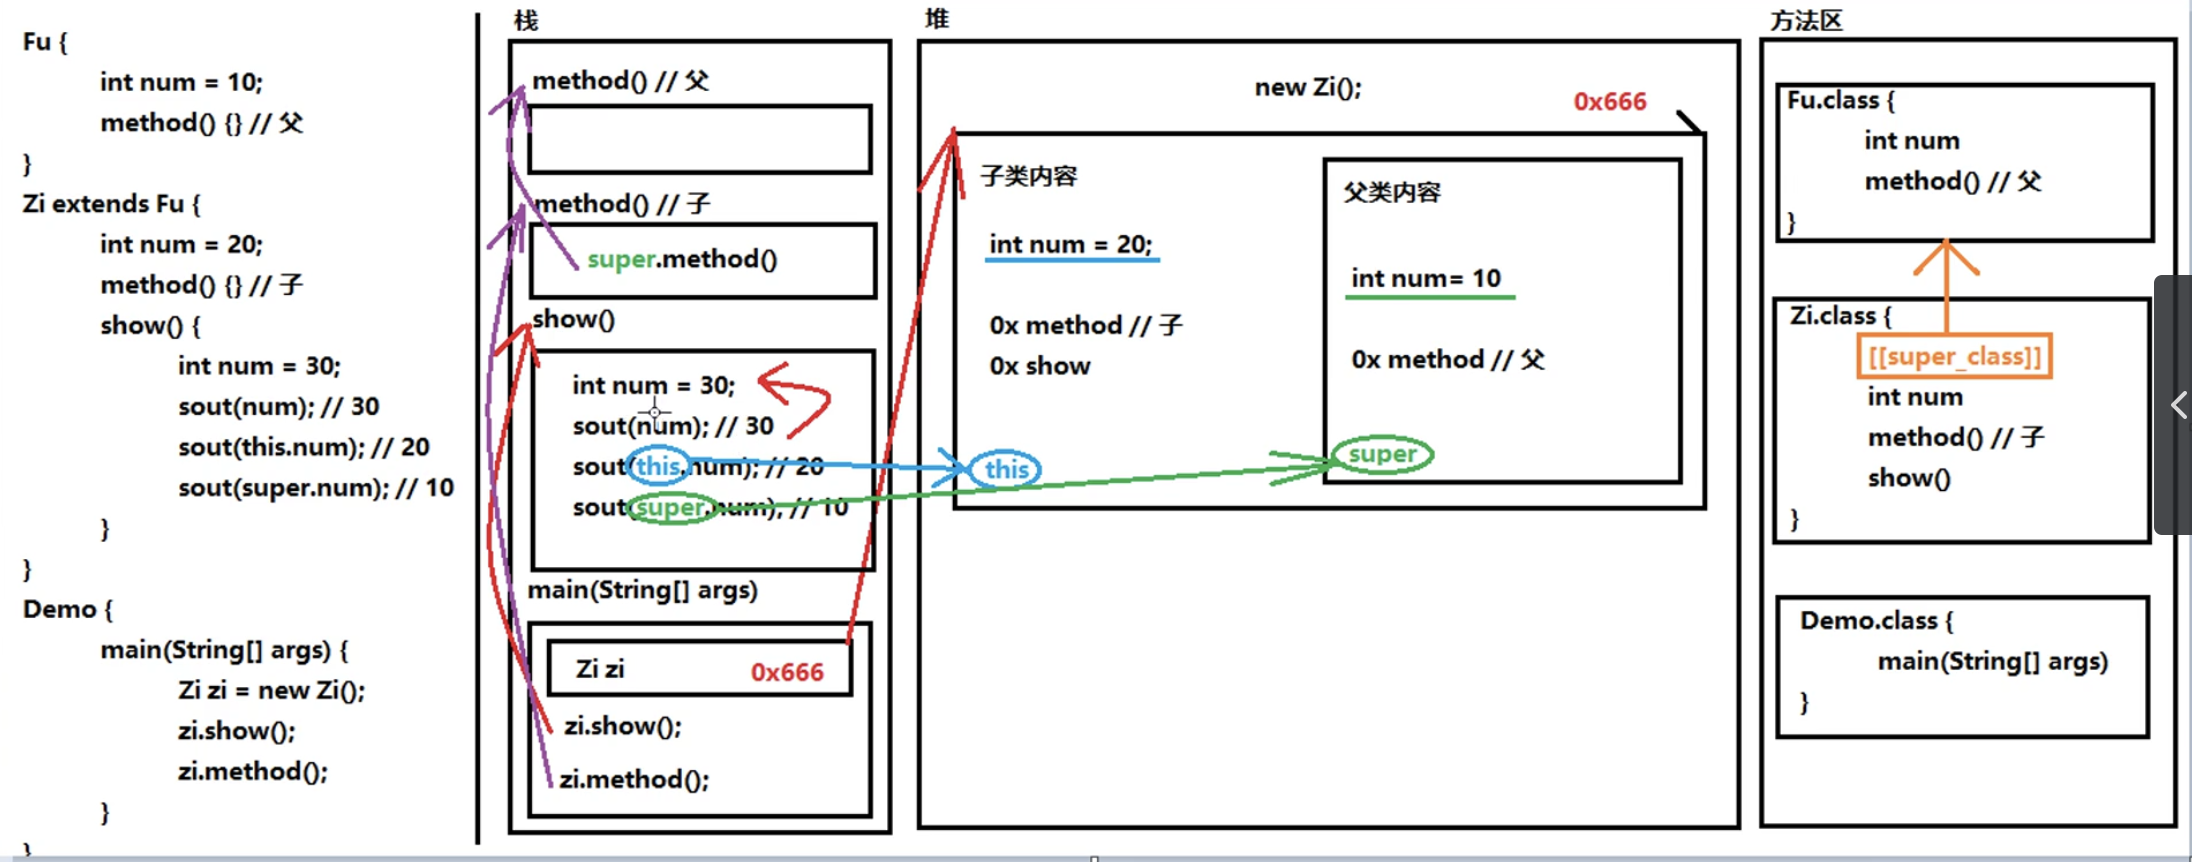 Fu {
int num = 10;
method() {} // 父
}
Zi extends Fu {
int num = 20;
method() {} // 子
show() {
int num = 30;
sout(num); // 30
sout(this.num); // 20
sout(super.num); // 10
}
}
Demo {
main(String[] args) {
Zi zi = new Zi();
zi.show();
zi.method();
}
}
栈
method() // 父
method() // 子
super.method()
show()
int num = 30;
sout(num); // 30
sout(this.num); // 20
sout(super.num); // 10
main(String[] args)
Zi zi 0x666
zi.show();
zi.method();
堆
new Zi();
0x666
子类内容
int num = 20;
0x method // 子
0x show
this
父类内容
int num= 10
0x method // 父
super
方法区
Fu.class {
int num
method() // 父
}
Zi.class {
[[super_class]]
int num
method() // 子
show()
}
Demo.class {
main(String[] args)
}